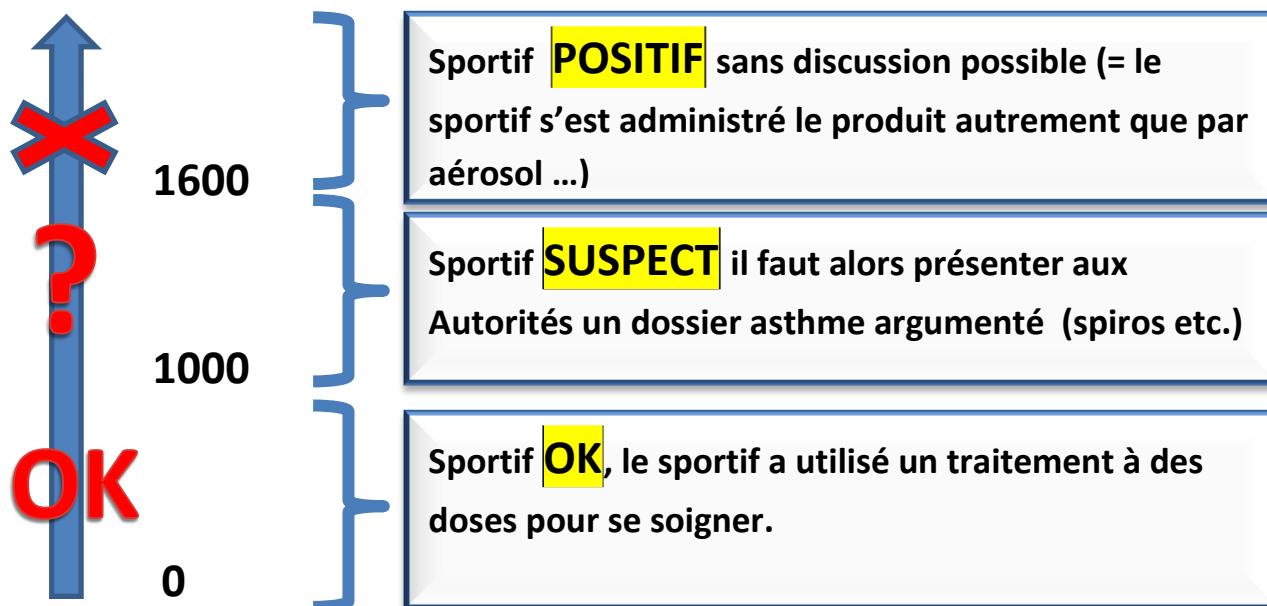 Sportif POSITIF sans discussion possible (= le
sportif s’est administré le produit autrement que par
aérosol …)
1600
?
Sportif SUSPECT il faut alors présenter aux
Autorités un dossier asthme argumenté (spiros etc.)
1000
OK
Sportif OK, le sportif a utilisé un traitement à des
doses pour se soigner.
0